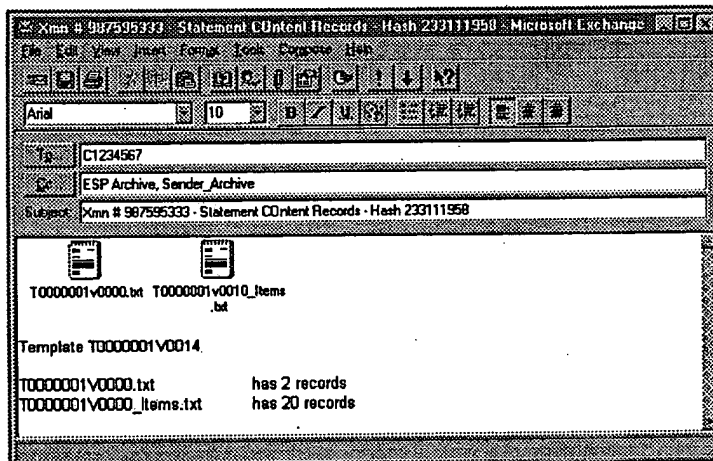 Xmn # 987595333 - Statement COntent Records - Hash 233111958 - Microsoft Exchange
File Edit View Insert Format Tools Compose Help
Arial 10 B I U
To... C1234567
Cc... ESP Archive, Sender_Archive
Subject: Xmn # 987595333 - Statement COntent Records - Hash 233111958
T0000001v0000.txt T0000001v0010_Items
.txt
Template T0000001V0014
T0000001V0000.txt has 2 records
T0000001V0000_Items.txt has 20 records